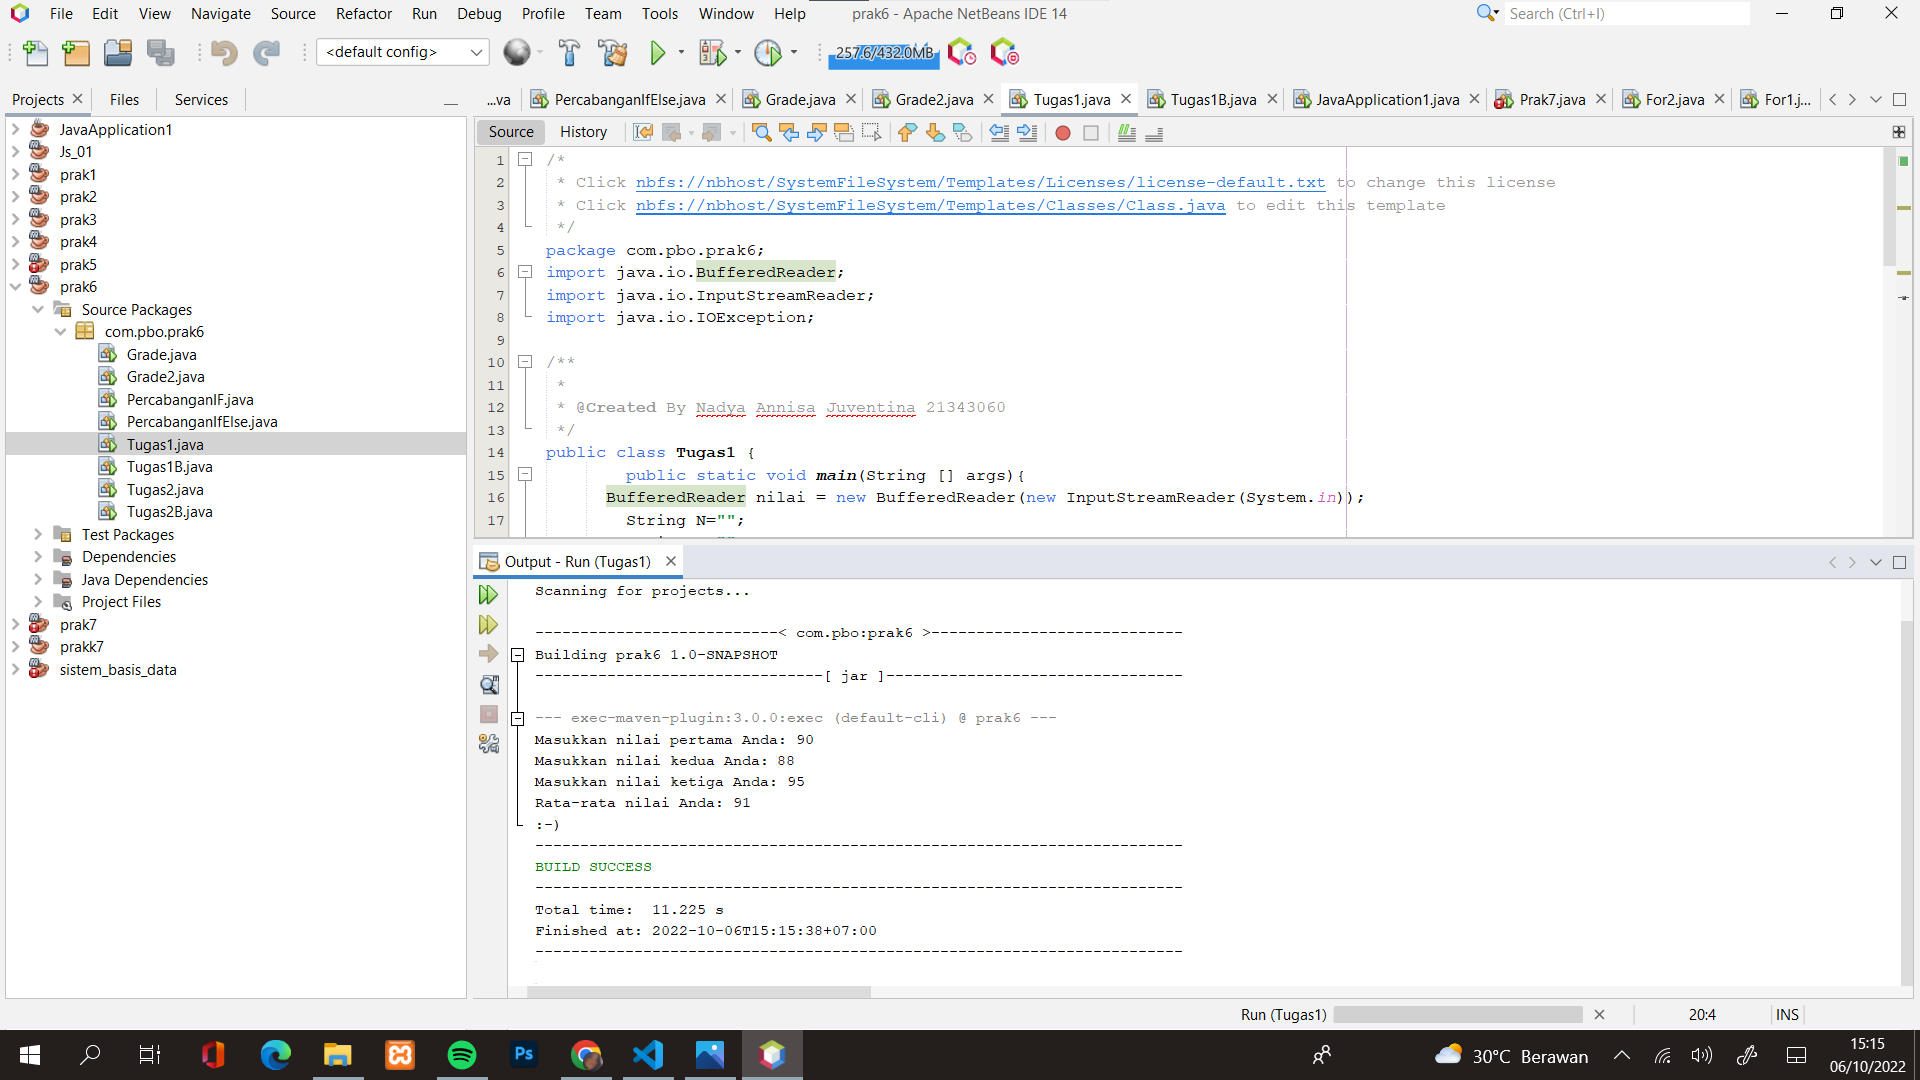 File Edit View Navigate Source Refactor Run Debug Profile Team Tools Window Help prak6 - Apache NetBeans IDE 14 Search (Ctrl+I)
<default config> 257.6/432.0MB
Projects Files Services
JavaApplication1
Js_01
prak1
prak2
prak3
prak4
prak5
prak6
Source Packages
com.pbo.prak6
Grade.java
Grade2.java
PercabanganIF.java
PercabanganIfElse.java
Tugas1.java
Tugas1B.java
Tugas2.java
Tugas2B.java
Test Packages
Dependencies
Java Dependencies
Project Files
prak7
prakk7
sistem_basis_data
...va PercabanganIfElse.java Grade.java Grade2.java Tugas1.java Tugas1B.java JavaApplication1.java Prak7.java For2.java For1.j...
Source History
1 /*
2 * Click nbfs://nbhost/SystemFileSystem/Templates/Licenses/license-default.txt to change this license
3 * Click nbfs://nbhost/SystemFileSystem/Templates/Classes/Class.java to edit this template
4 */
5 package com.pbo.prak6;
6 import java.io.BufferedReader;
7 import java.io.InputStreamReader;
8 import java.io.IOException;
9
10 /**
11 *
12 * @Created By Nadya Annisa Juventina 21343060
13 */
14 public class Tugas1 {
15 public static void main(String [] args){
16 BufferedReader nilai = new BufferedReader(new InputStreamReader(System.in));
17 String N="";
Output - Run (Tugas1)
Scanning for projects...
---------------------------< com.pbo:prak6 >----------------------------
Building prak6 1.0-SNAPSHOT
--------------------------------[ jar ]---------------------------------
--- exec-maven-plugin:3.0.0:exec (default-cli) @ prak6 ---
Masukkan nilai pertama Anda: 90
Masukkan nilai kedua Anda: 88
Masukkan nilai ketiga Anda: 95
Rata-rata nilai Anda: 91
:-)
------------------------------------------------------------------------
BUILD SUCCESS
------------------------------------------------------------------------
Total time:  11.225 s
Finished at: 2022-10-06T15:15:38+07:00
------------------------------------------------------------------------
Run (Tugas1) 20:4 INS
30°C Berawan 15:15
06/10/2022